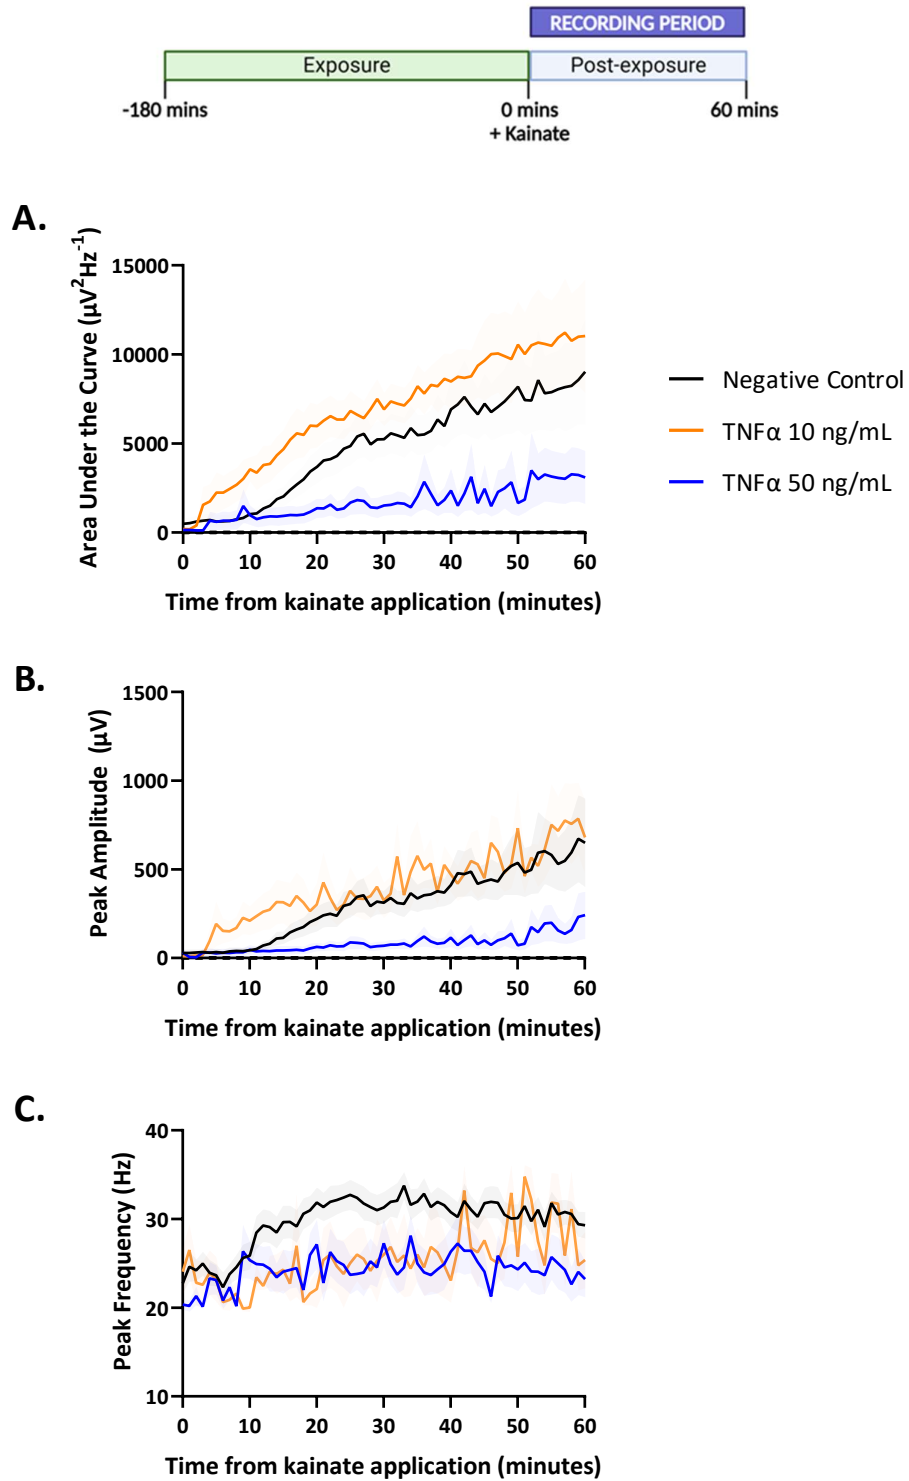 RECORDING PERIOD
Exposure
Post-exposure
-180 mins
0 mins
60 mins
+ Kainate
A.
Area Under the Curve (µV²Hz⁻¹)
15000
10000
5000
0
0 10 20 30 40 50 60
Time from kainate application (minutes)
Negative Control
TNFα 10 ng/mL
TNFα 50 ng/mL
B.
Peak Amplitude (µV)
1500
1000
500
0
0 10 20 30 40 50 60
Time from kainate application (minutes)
C.
Peak Frequency (Hz)
40
30
20
10
0 10 20 30 40 50 60
Time from kainate application (minutes)